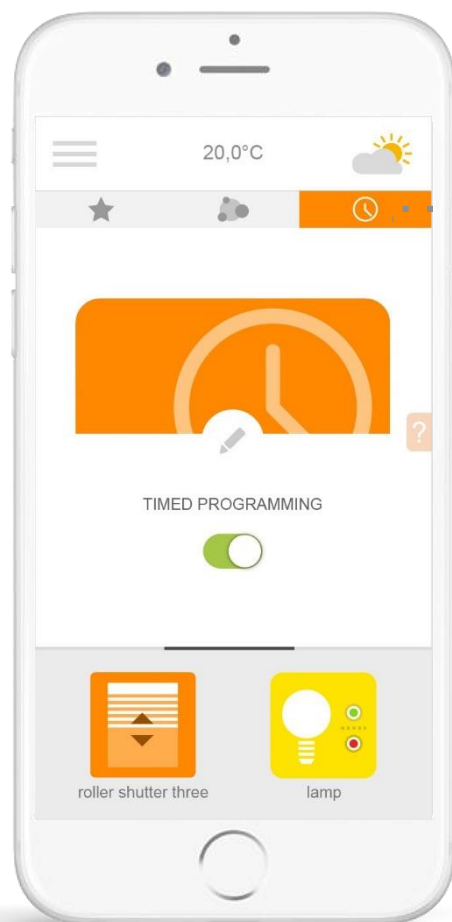 20,0°C
?
TIMED PROGRAMMING
roller shutter three
lamp